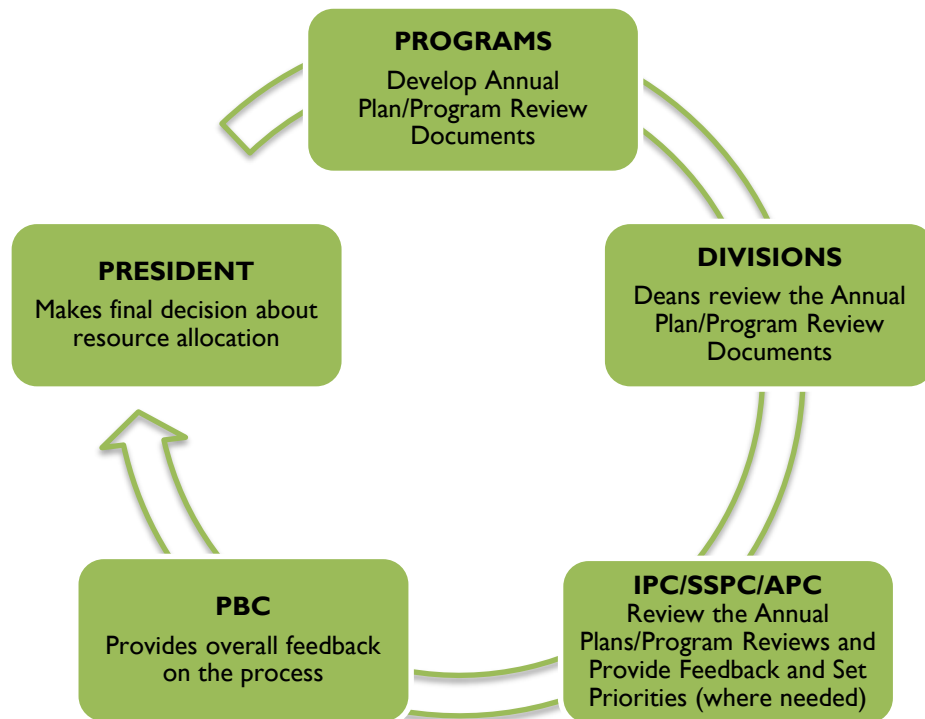 PROGRAMS
Develop Annual
Plan/Program Review
Documents
DIVISIONS
Deans review the Annual
Plan/Program Review
Documents
IPC/SSPC/APC
Review the Annual
Plans/Program Reviews and
Provide Feedback and Set
Priorities (where needed)
PBC
Provides overall feedback
on the process
PRESIDENT
Makes final decision about
resource allocation